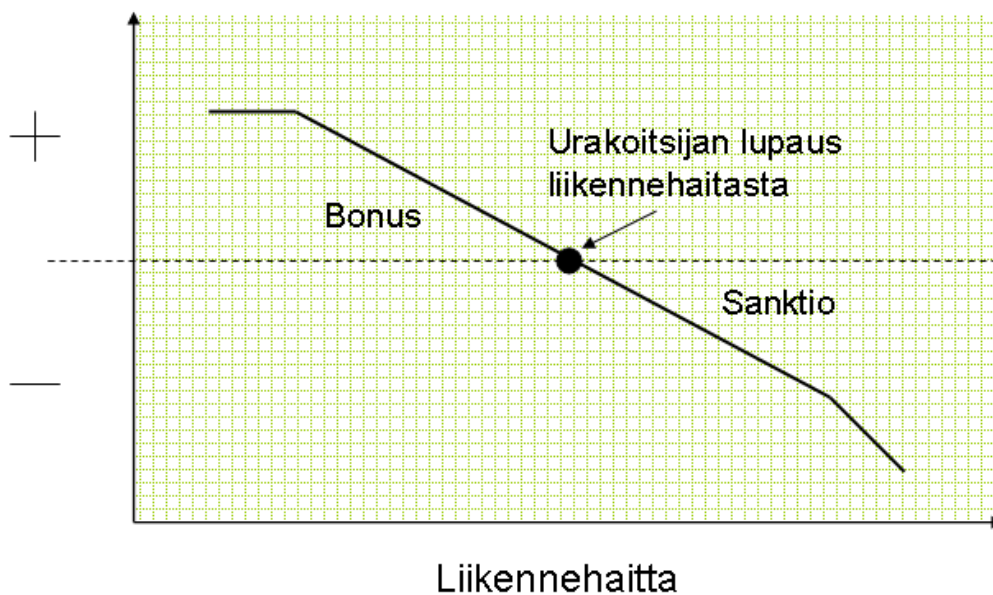 +
Urakoitsijan lupaus
liikennehaitasta
Bonus
Sanktio
—
Liikennehaitta